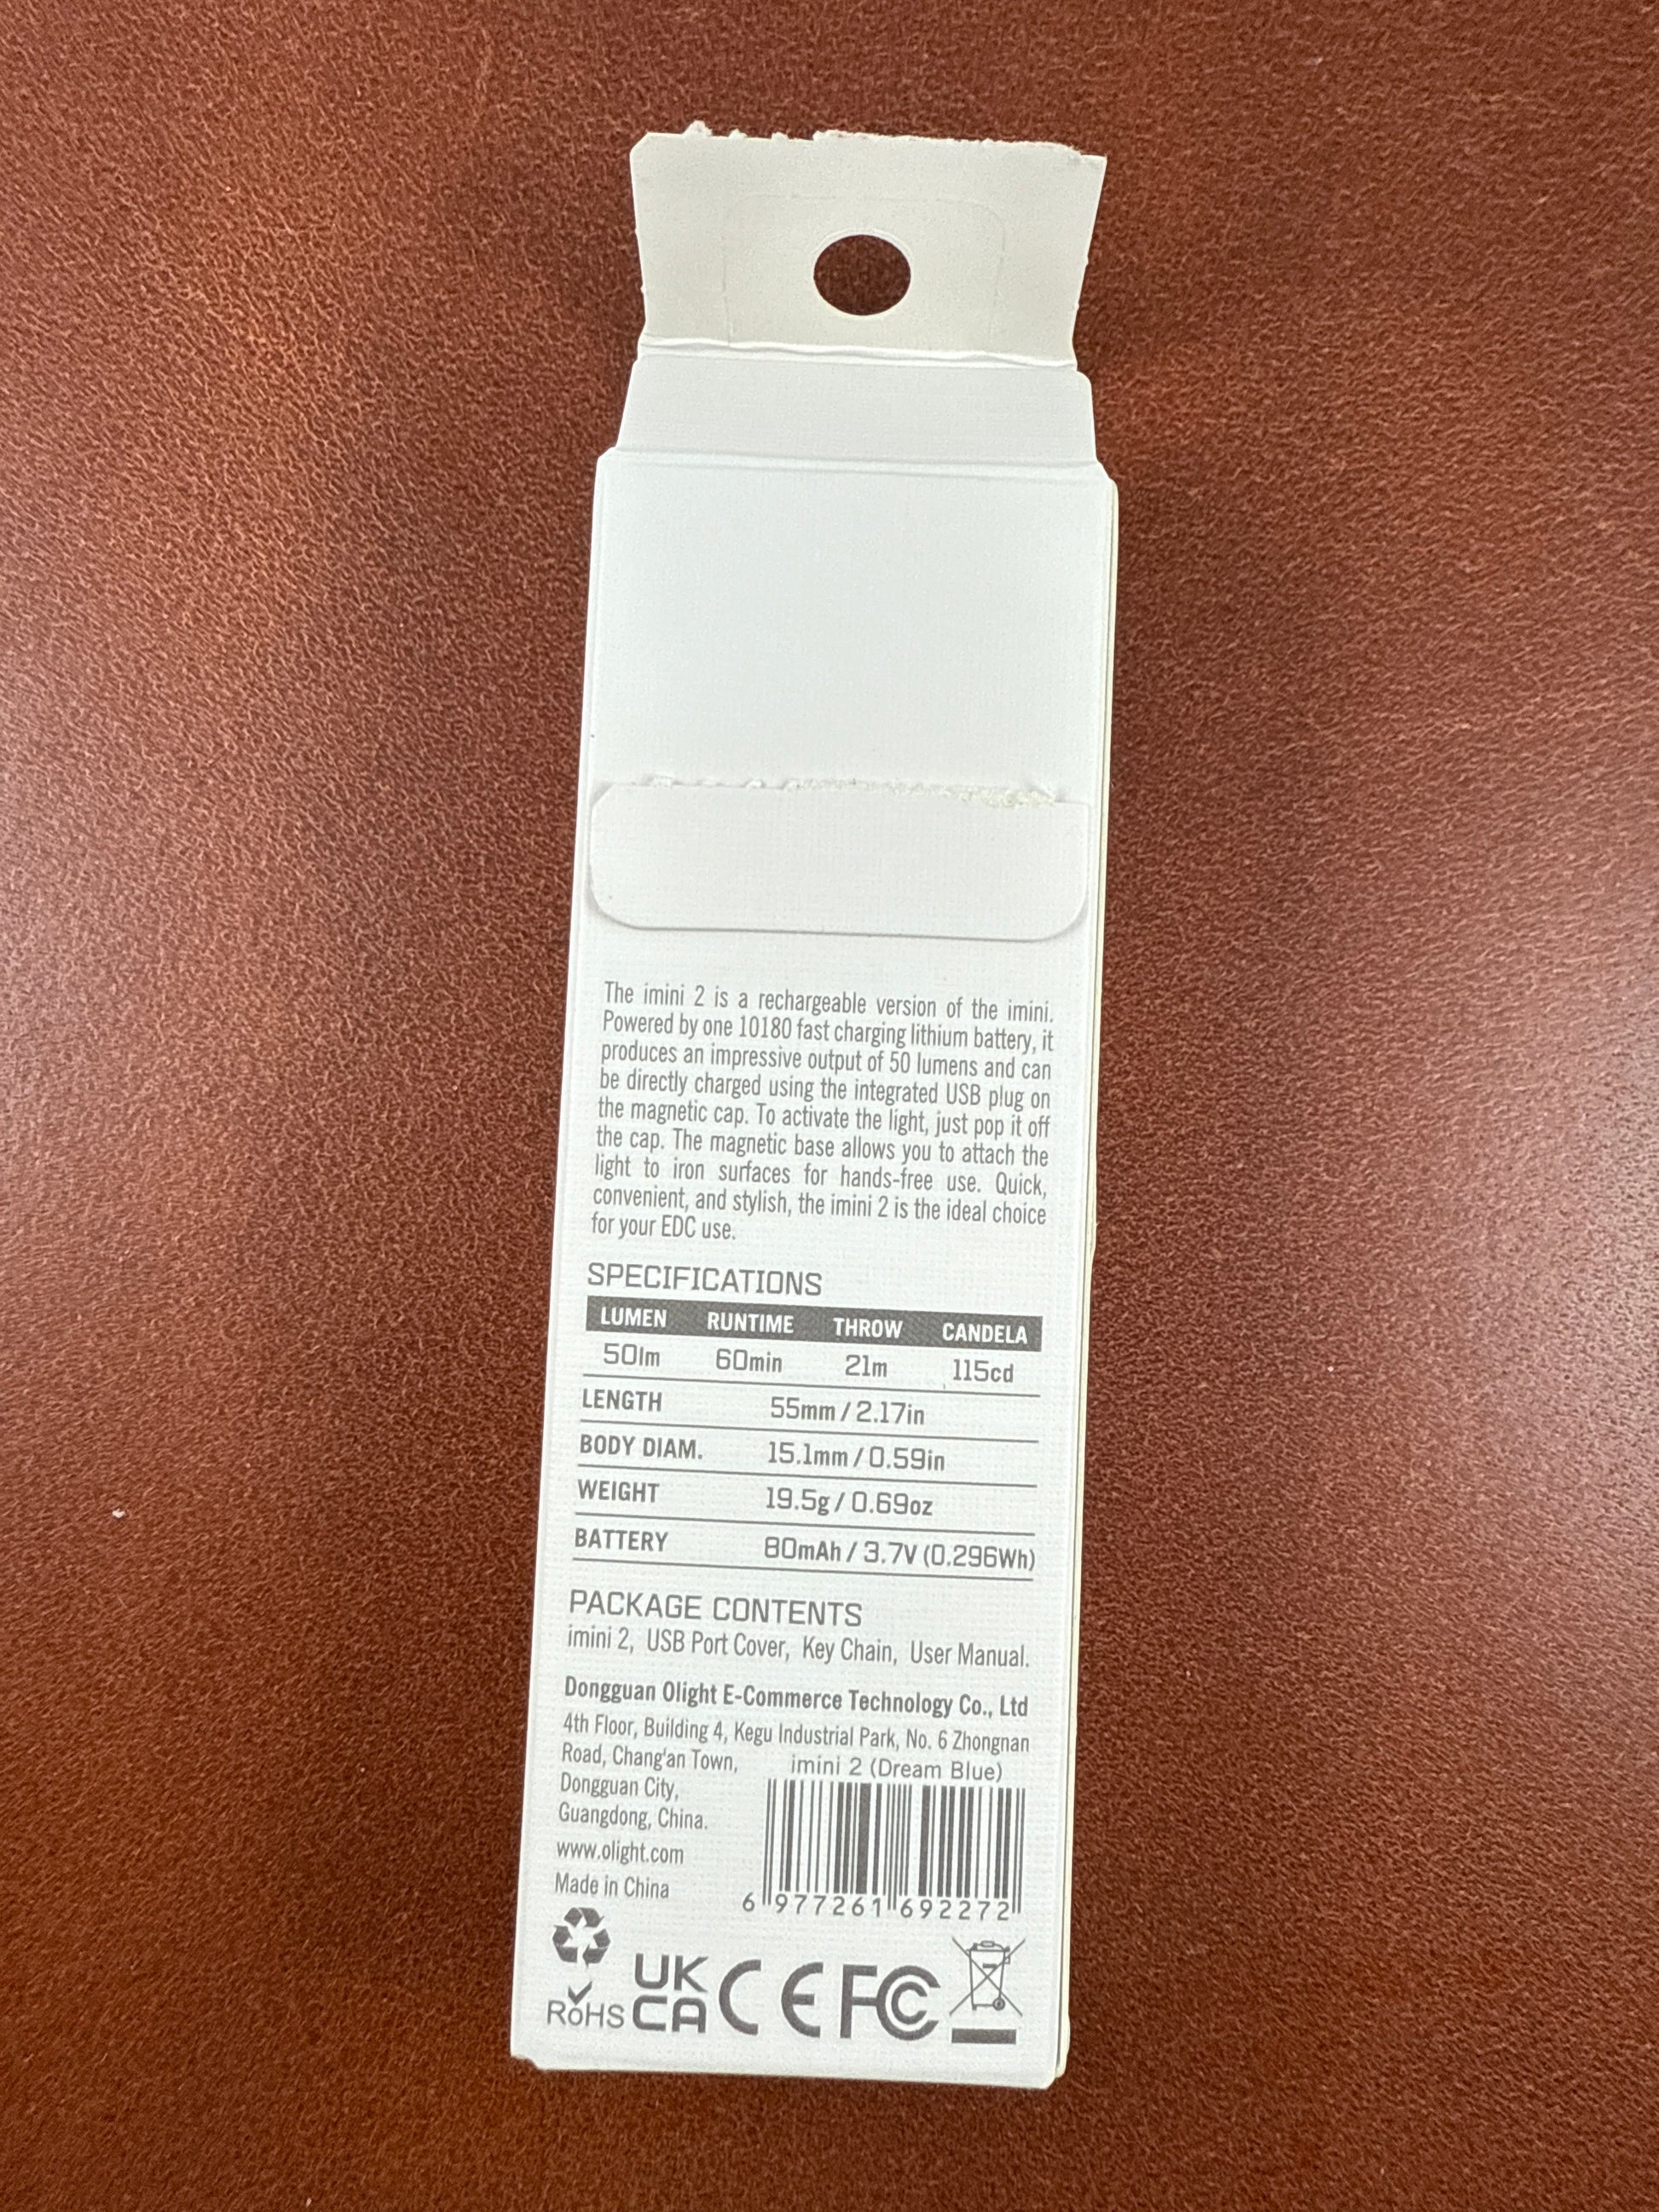 The imini 2 is a rechargeable version of the imini.
Powered by one 10180 fast charging lithium battery, it
produces an impressive output of 50 lumens and can
be directly charged using the integrated USB plug on
the magnetic cap. To activate the light, just pop it off
the cap. The magnetic base allows you to attach the
light to iron surfaces for hands-free use. Quick,
convenient, and stylish, the imini 2 is the ideal choice
for your EDC use.
SPECIFICATIONS
LUMEN RUNTIME THROW CANDELA
50lm 60min 21m 115cd
LENGTH 55mm / 2.17in
BODY DIAM. 15.1mm / 0.59in
WEIGHT 19.5g / 0.69oz
BATTERY 80mAh / 3.7V (0.296Wh)
PACKAGE CONTENTS
imini 2, USB Port Cover, Key Chain, User Manual.
Dongguan Olight E-Commerce Technology Co., Ltd
4th Floor, Building 4, Kegu Industrial Park, No. 6 Zhongnan
Road, Chang'an Town,
Dongguan City,
Guangdong, China.
www.olight.com
Made in China
imini 2 (Dream Blue)
6 977261 692272
RoHS
UK
CA
CE
FC